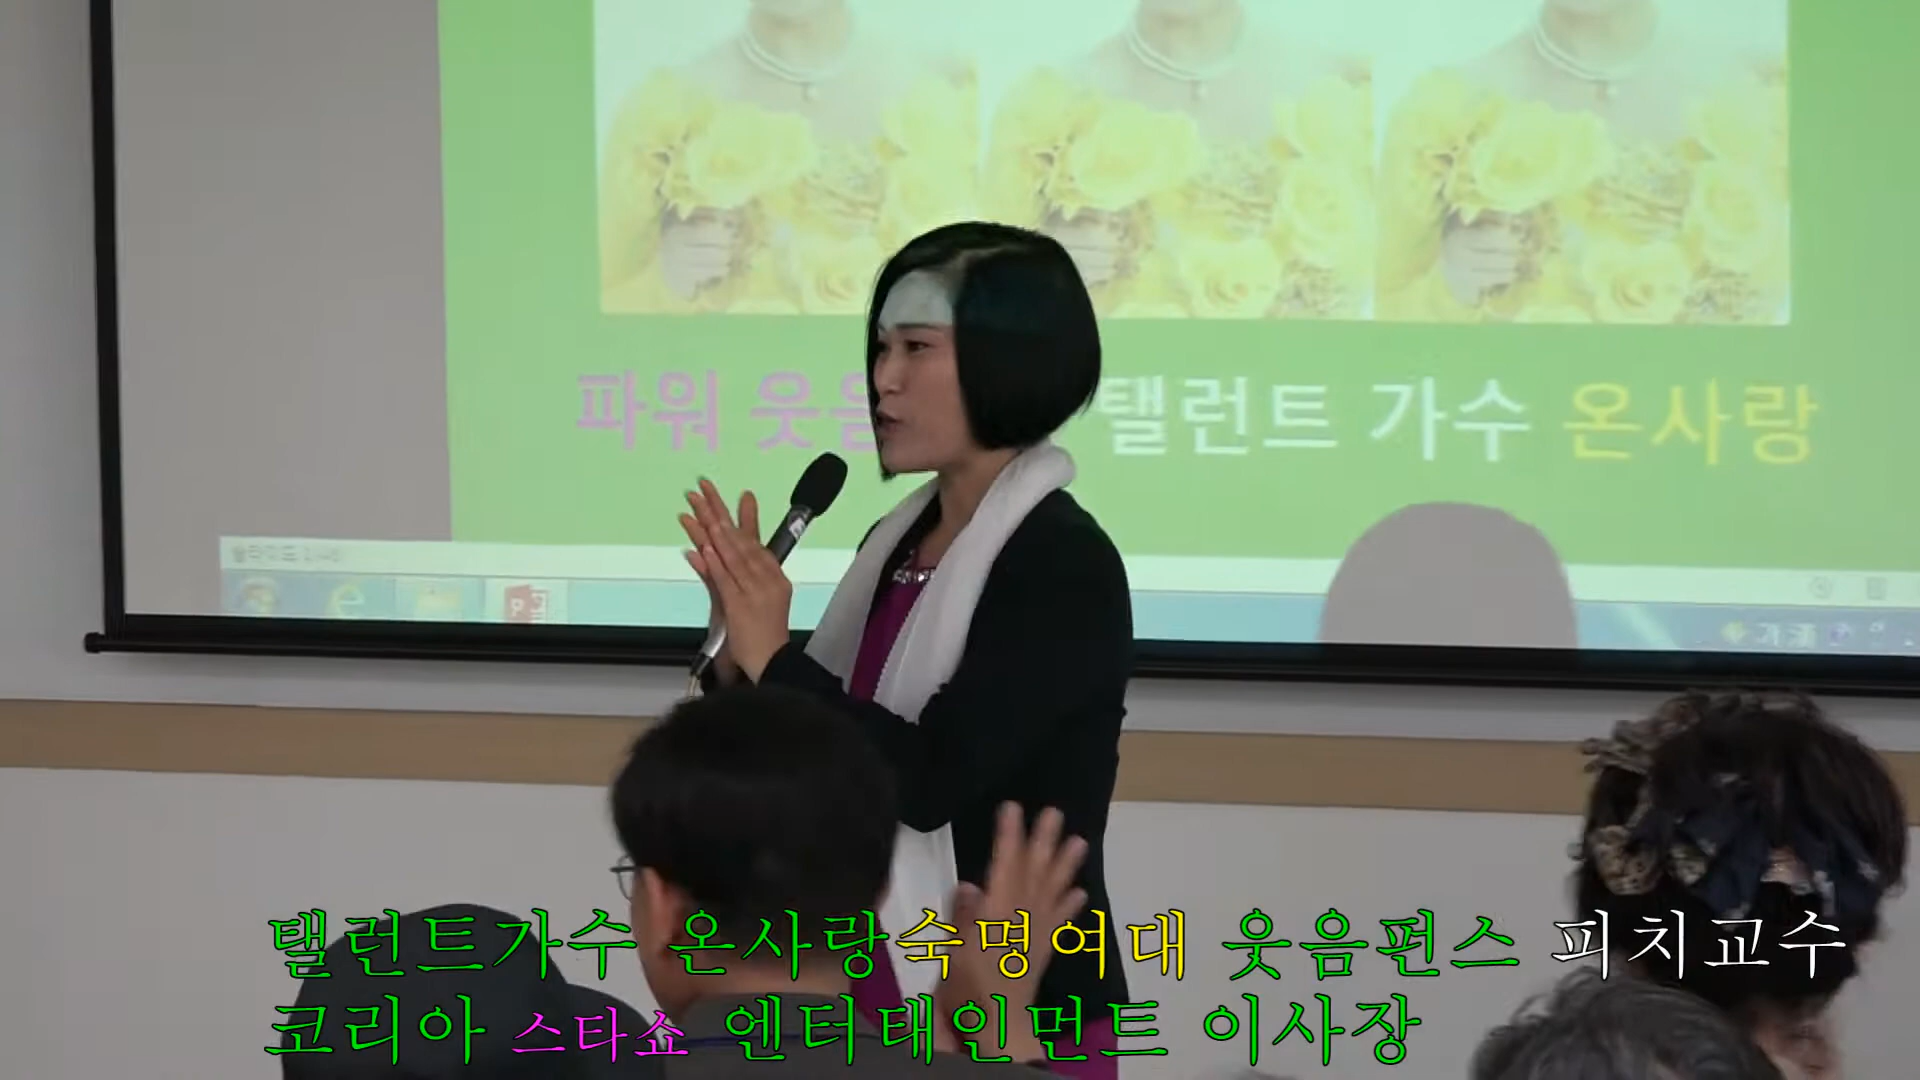 파워 웃음
탤런트 가수 온사랑
탤런트가수 온사랑숙명여대 웃음펀스 피치교수
코리아 스타쇼 엔터태인먼트 이사장